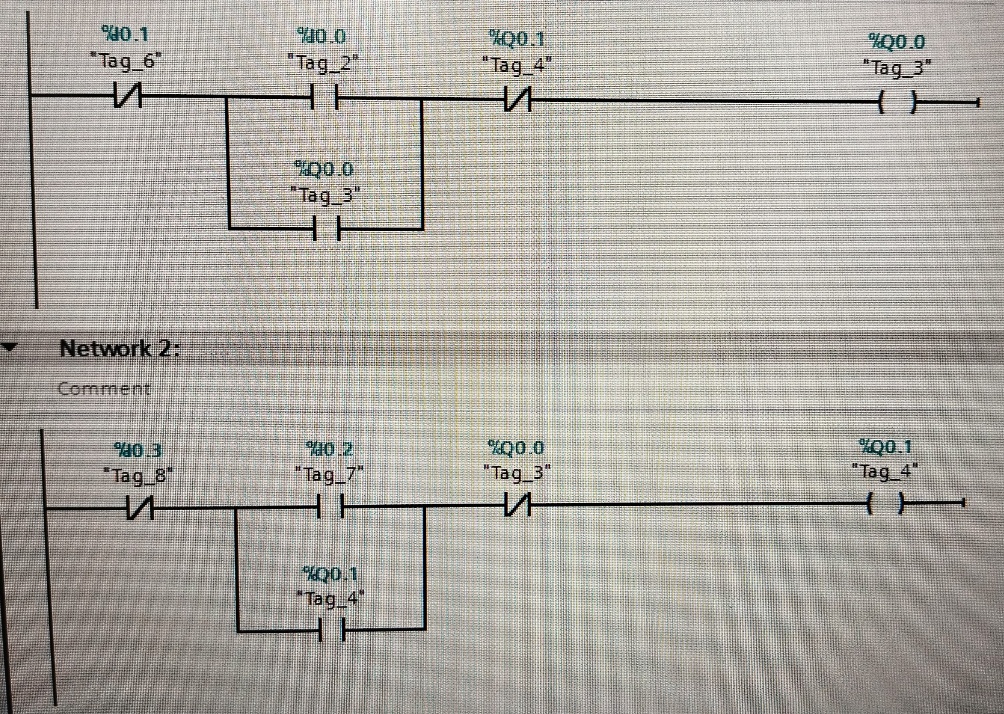 %I0.1 %I0.0 %Q0.1 %Q0.0
"Tag_6" "Tag_2" "Tag_4" "Tag_3"
%Q0.0
"Tag_3"
Network 2:
Comment
%I0.3 %I0.2 %Q0.0 %Q0.1
"Tag_8" "Tag_7" "Tag_3" "Tag_4"
%Q0.1
"Tag_4"